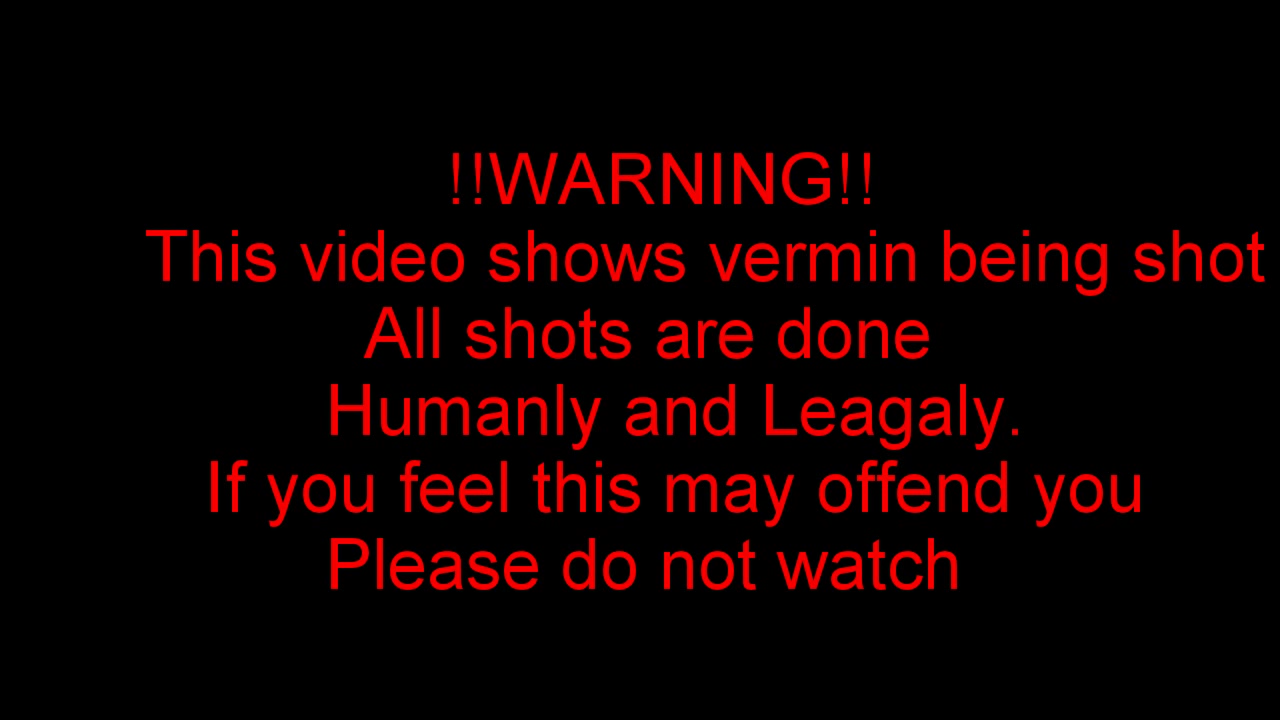 !!WARNING!!
This video shows vermin being shot
All shots are done
Humanly and Leagaly.
If you feel this may offend you
Please do not watch